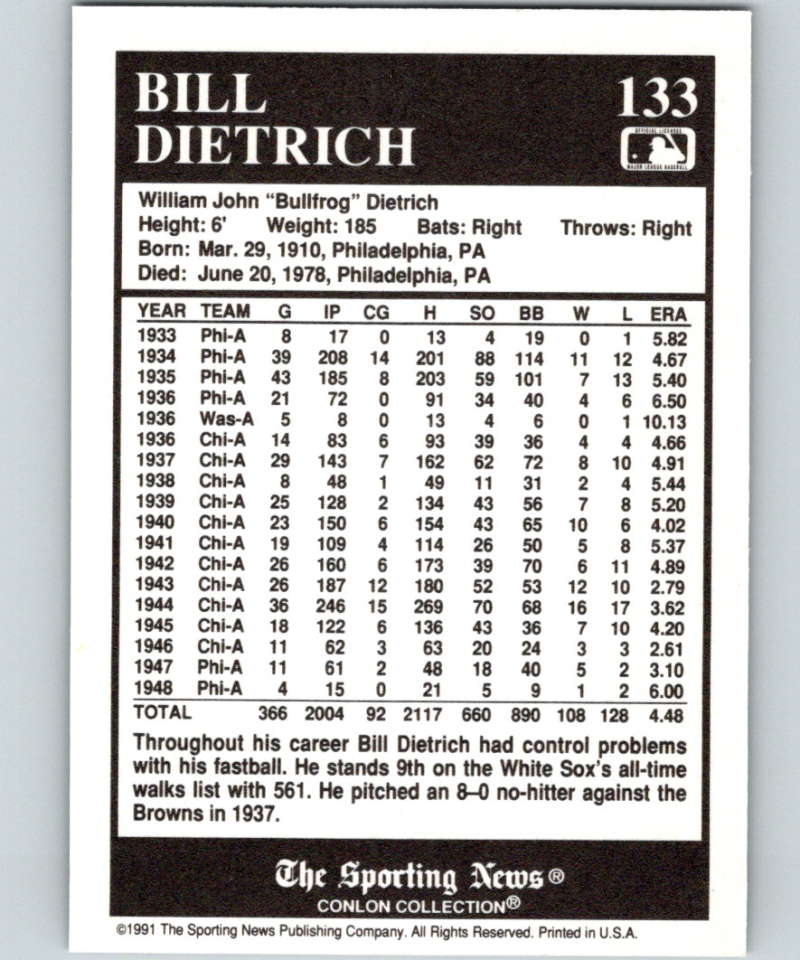 BILL 133
DIETRICH
OFFICIAL LICENSEE
MAJOR LEAGUE BASEBALL
William John “Bullfrog” Dietrich
Height: 6' Weight: 185 Bats: Right Throws: Right
Born: Mar. 29, 1910, Philadelphia, PA
Died: June 20, 1978, Philadelphia, PA
YEAR TEAM G IP CG H SO BB W L ERA
1933 Phi-A 8 17 0 13 4 19 0 1 5.82
1934 Phi-A 39 208 14 201 88 114 11 12 4.67
1935 Phi-A 43 185 8 203 59 101 7 13 5.40
1936 Phi-A 21 72 0 91 34 40 4 6 6.50
1936 Was-A 5 8 0 13 4 6 0 1 10.13
1936 Chi-A 14 83 6 93 39 36 4 4 4.66
1937 Chi-A 29 143 7 162 62 72 8 10 4.91
1938 Chi-A 8 48 1 49 11 31 2 4 5.44
1939 Chi-A 25 128 2 134 43 56 7 8 5.20
1940 Chi-A 23 150 6 154 43 65 10 6 4.02
1941 Chi-A 19 109 4 114 26 50 5 8 5.37
1942 Chi-A 26 160 6 173 39 70 6 11 4.89
1943 Chi-A 26 187 12 180 52 53 12 10 2.79
1944 Chi-A 36 246 15 269 70 68 16 17 3.62
1945 Chi-A 18 122 6 136 43 36 7 10 4.20
1946 Chi-A 11 62 3 63 20 24 3 3 2.61
1947 Phi-A 11 61 2 48 18 40 5 2 3.10
1948 Phi-A 4 15 0 21 5 9 1 2 6.00
TOTAL 366 2004 92 2117 660 890 108 128 4.48
Throughout his career Bill Dietrich had control problems
with his fastball. He stands 9th on the White Sox's all-time
walks list with 561. He pitched an 8–0 no-hitter against the
Browns in 1937.
The Sporting News®
CONLON COLLECTION®
©1991 The Sporting News Publishing Company. All Rights Reserved. Printed in U.S.A.